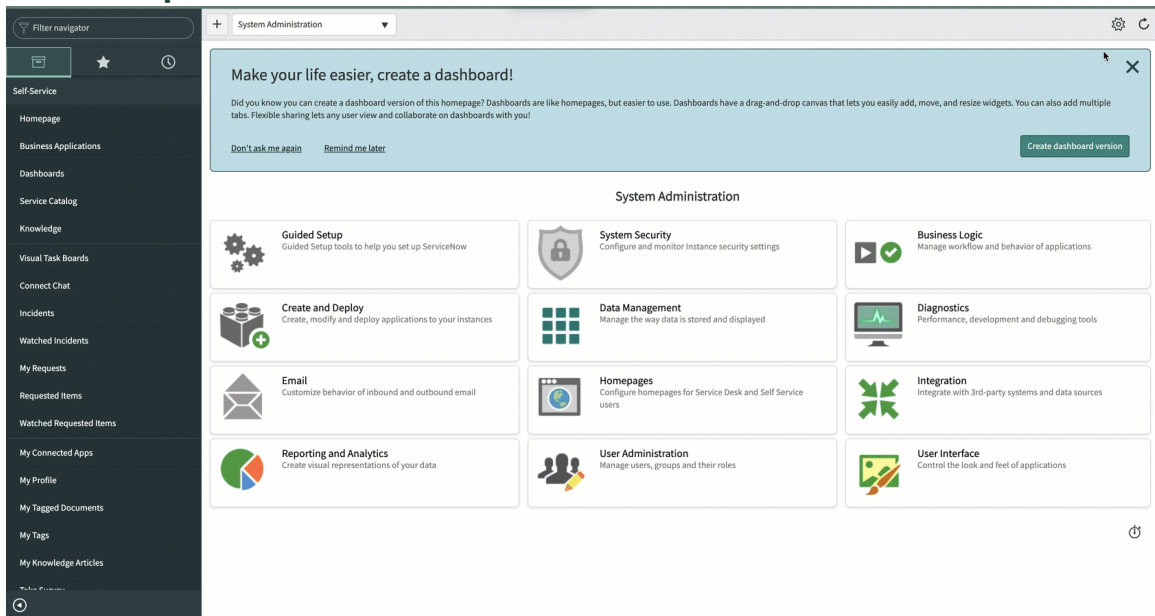 Filter navigator
System Administration
Self-Service
Homepage
Business Applications
Dashboards
Service Catalog
Knowledge
Visual Task Boards
Connect Chat
Incidents
Watched Incidents
My Requests
Requested Items
Watched Requested Items
My Connected Apps
My Profile
My Tagged Documents
My Tags
My Knowledge Articles
Make your life easier, create a dashboard!
Did you know you can create a dashboard version of this homepage? Dashboards are like homepages, but easier to use. Dashboards have a drag-and-drop canvas that lets you easily add, move, and resize widgets. You can also add multiple
tabs. Flexible sharing lets any user view and collaborate on dashboards with you!
Don't ask me again
Remind me later
Create dashboard version
System Administration
Guided Setup
Guided Setup tools to help you set up ServiceNow
System Security
Configure and monitor Instance security settings
Business Logic
Manage workflow and behavior of applications
Create and Deploy
Create, modify and deploy applications to your instances
Data Management
Manage the way data is stored and displayed
Diagnostics
Performance, development and debugging tools
Email
Customize behavior of inbound and outbound email
Homepages
Configure homepages for Service Desk and Self Service
users
Integration
Integrate with 3rd-party systems and data sources
Reporting and Analytics
Create visual representations of your data
User Administration
Manage users, groups and their roles
User Interface
Control the look and feel of applications